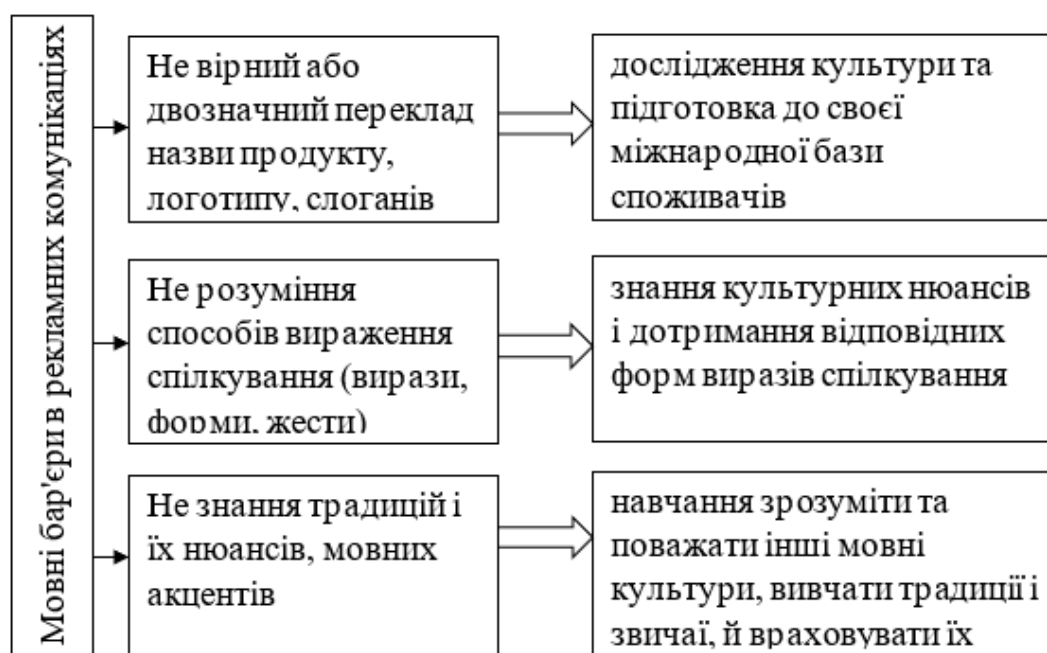 Мовні бар'єри в рекламних комунікаціях
Не вірний або
двозначний переклад
назви продукту,
логотипу, слоганів
дослідження культури та
підготовка до своєї
міжнародної бази
споживачів
Не розуміння
способів вираження
спілкування (вирази,
форми, жести)
знання культурних нюансів
і дотримання відповідних
форм виразів спілкування
Не знання традицій і
їх нюансів, мовних
акцентів
навчання зрозуміти та
поважати інші мовні
культури, вивчати традиції і
звичаї, й враховувати їх